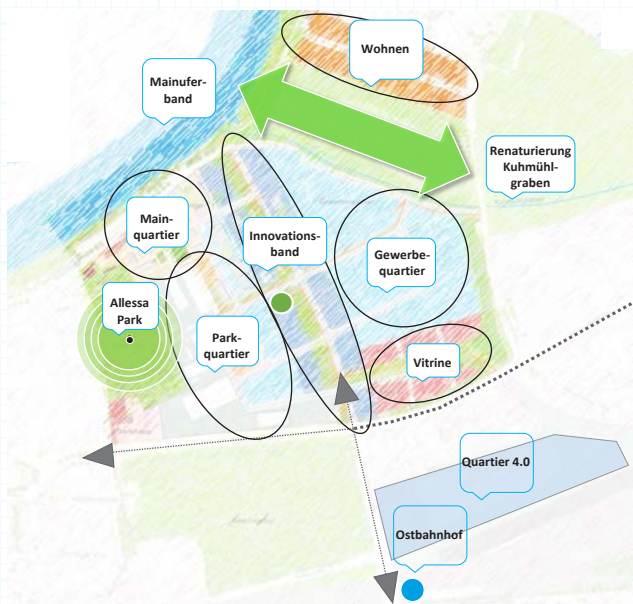 Wohnen
Mainufer-
band
Renaturierung
Kuhmühl-
graben
Main-
quartier
Innovations-
band
Gewerbe-
quartier
Allessa
Park
Park-
quartier
Vitrine
Quartier 4.0
Ostbahnhof